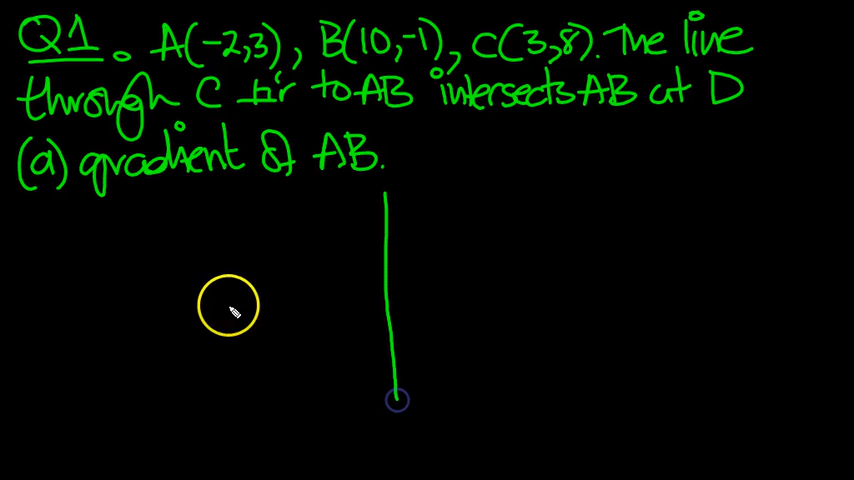 Q1. A(-2,3), B(10,-1), C(3,8). The line
through C to AB intersects AB at D
(a) gradient of AB.